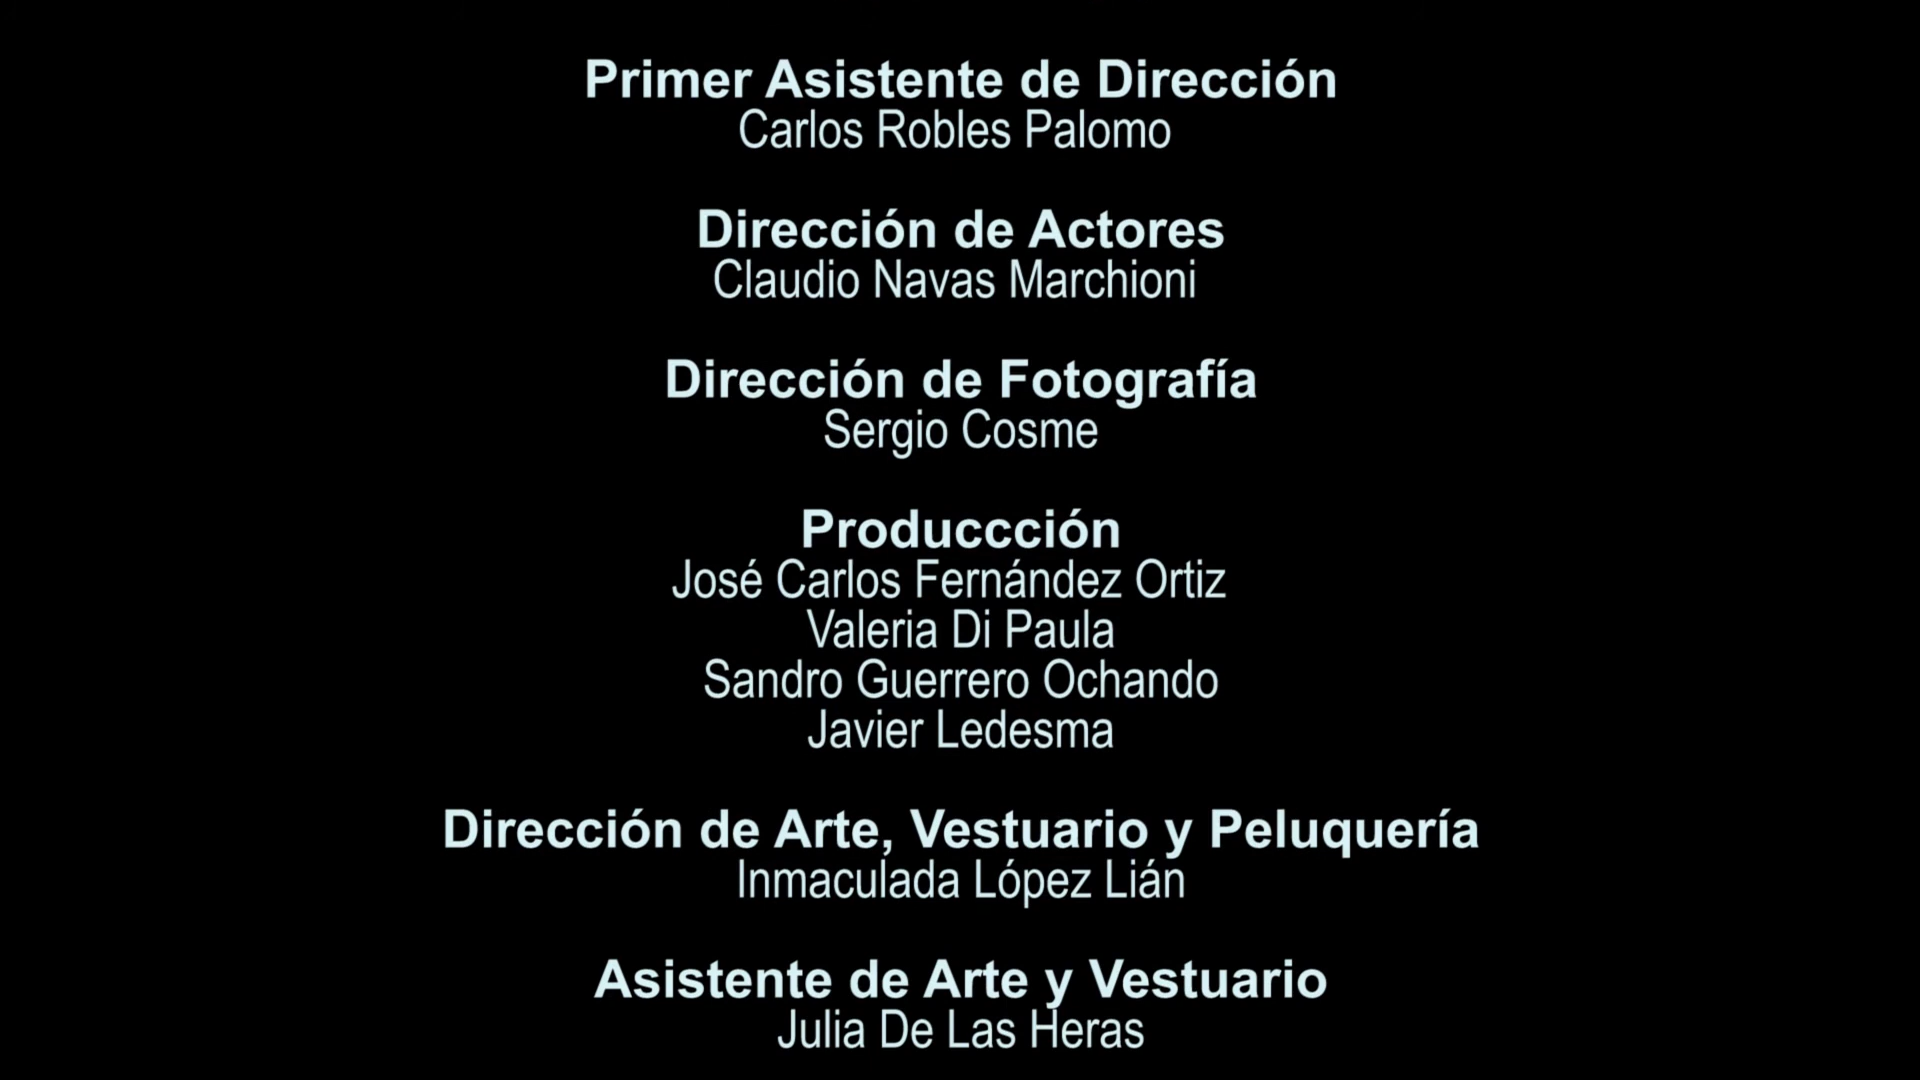 Primer Asistente de Dirección
Carlos Robles Palomo
Dirección de Actores
Claudio Navas Marchioni
Dirección de Fotografía
Sergio Cosme
Produccción
José Carlos Fernández Ortiz
Valeria Di Paula
Sandro Guerrero Ochando
Javier Ledesma
Dirección de Arte, Vestuario y Peluquería
Inmaculada López Lián
Asistente de Arte y Vestuario
Julia De Las Heras